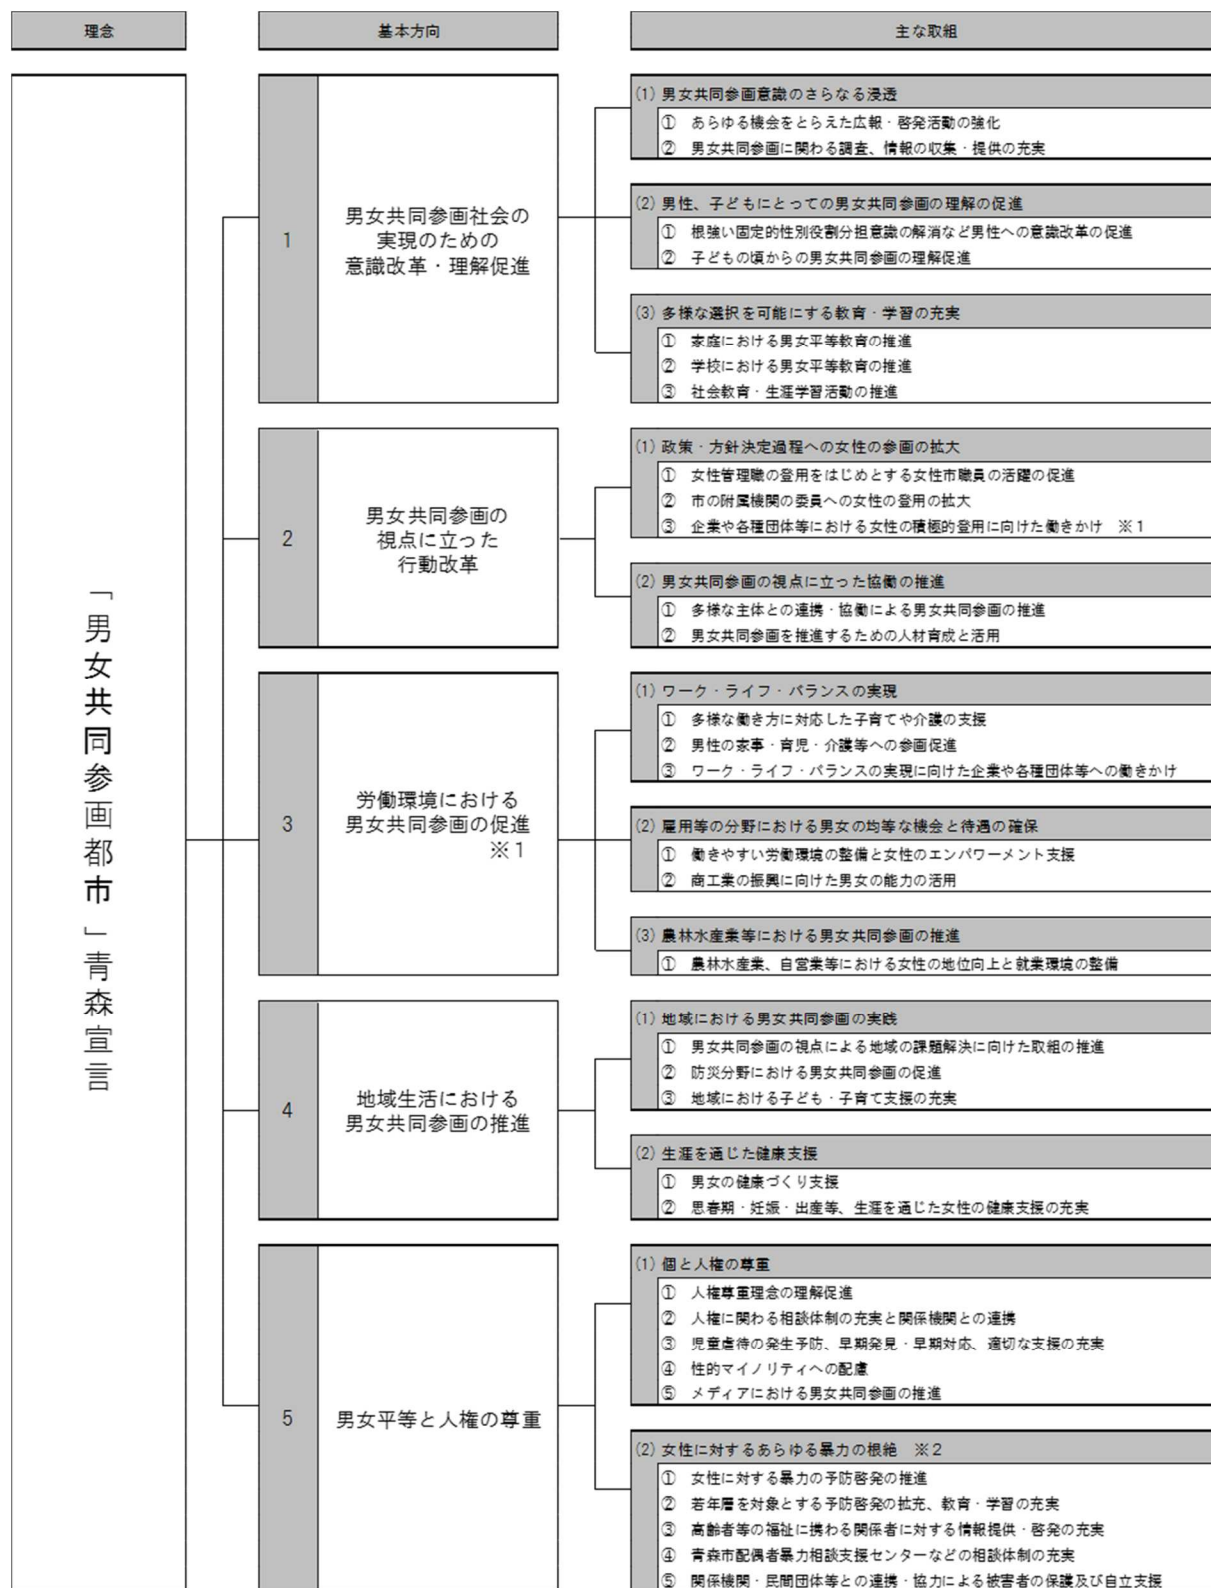 理念
基本方向
主な取組
「男女共同参画都市」青森宣言
1
男女共同参画社会の
実現のための
意識改革・理解促進
(1) 男女共同参画意識のさらなる浸透
① あらゆる機会をとらえた広報・啓発活動の強化
② 男女共同参画に関わる調査、情報の収集・提供の充実
(2) 男性、子どもにとっての男女共同参画の理解の促進
① 根強い固定的性別役割分担意識の解消など男性への意識改革の促進
② 子どもの頃からの男女共同参画の理解促進
(3) 多様な選択を可能にする教育・学習の充実
① 家庭における男女平等教育の推進
② 学校における男女平等教育の推進
③ 社会教育・生涯学習活動の推進
2
男女共同参画の
視点に立った
行動改革
(1) 政策・方針決定過程への女性の参画の拡大
① 女性管理職の登用をはじめとする女性市職員の活躍の促進
② 市の附属機関の委員への女性の登用の拡大
③ 企業や各種団体等における女性の積極的登用に向けた働きかけ ※1
(2) 男女共同参画の視点に立った協働の推進
① 多様な主体との連携・協働による男女共同参画の推進
② 男女共同参画を推進するための人材育成と活用
3
労働環境における
男女共同参画の促進
※1
(1) ワーク・ライフ・バランスの実現
① 多様な働き方に対応した子育てや介護の支援
② 男性の家事・育児・介護等への参画促進
③ ワーク・ライフ・バランスの実現に向けた企業や各種団体等への働きかけ
(2) 雇用等の分野における男女の均等な機会と待遇の確保
① 働きやすい労働環境の整備と女性のエンパワーメント支援
② 商工業の振興に向けた男女の能力の活用
(3) 農林水産業等における男女共同参画の推進
① 農林水産業、自営業等における女性の地位向上と就業環境の整備
4
地域生活における
男女共同参画の推進
(1) 地域における男女共同参画の実践
① 男女共同参画の視点による地域の課題解決に向けた取組の推進
② 防災分野における男女共同参画の促進
③ 地域における子ども・子育て支援の充実
(2) 生涯を通じた健康支援
① 男女の健康づくり支援
② 思春期・妊娠・出産等、生涯を通じた女性の健康支援の充実
5
男女平等と人権の尊重
(1) 個と人権の尊重
① 人権尊重理念の理解促進
② 人権に関わる相談体制の充実と関係機関との連携
③ 児童虐待の発生予防、早期発見・早期対応、適切な支援の充実
④ 性的マイノリティへの配慮
⑤ メディアにおける男女共同参画の推進
(2) 女性に対するあらゆる暴力の根絶 ※2
① 女性に対する暴力の予防啓発の推進
② 若年層を対象とする予防啓発の拡充、教育・学習の充実
③ 高齢者等の福祉に携わる関係者に対する情報提供・啓発の充実
④ 青森市配偶者暴力相談支援センターなどの相談体制の充実
⑤ 関係機関・民間団体等との連携・協力による被害者の保護及び自立支援